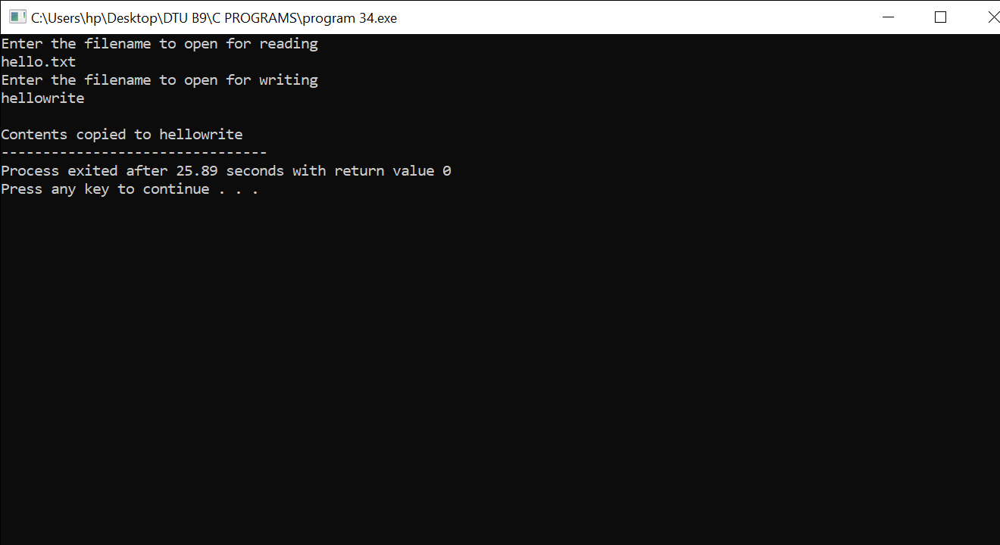 C:\Users\hp\Desktop\DTU B9\C PROGRAMS\program 34.exe
Enter the filename to open for reading
hello.txt
Enter the filename to open for writing
hellowrite
Contents copied to hellowrite
--------------------------------
Process exited after 25.89 seconds with return value 0
Press any key to continue . . .